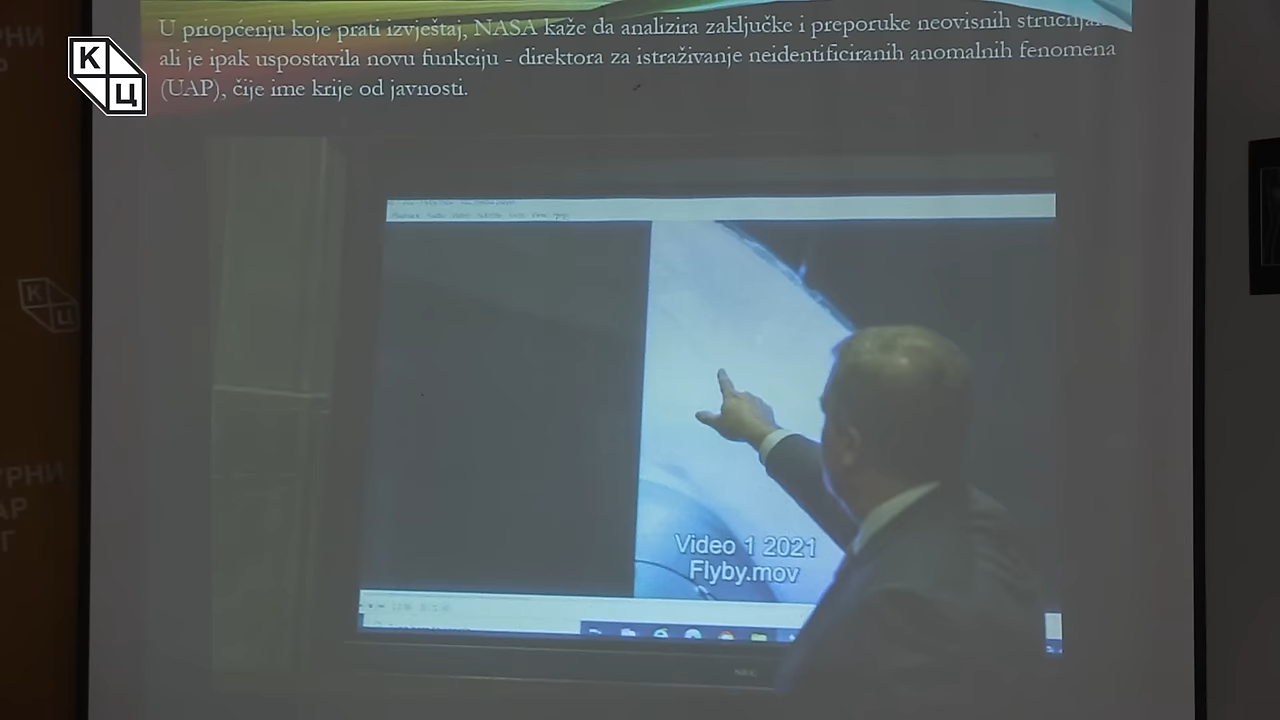 U priopćenju koje prati izvještaj, NASA kaže da analizira zaključke i preporuke neovisnih
ali je ipak uspostavila novu funkciju - direktora za istraživanje neidentificiranih anomalnih fenomena
(UAP), čije ime krije od javnosti.
К
Ц
К
Ц
Video 1 2021
Flyby.mov
NEC